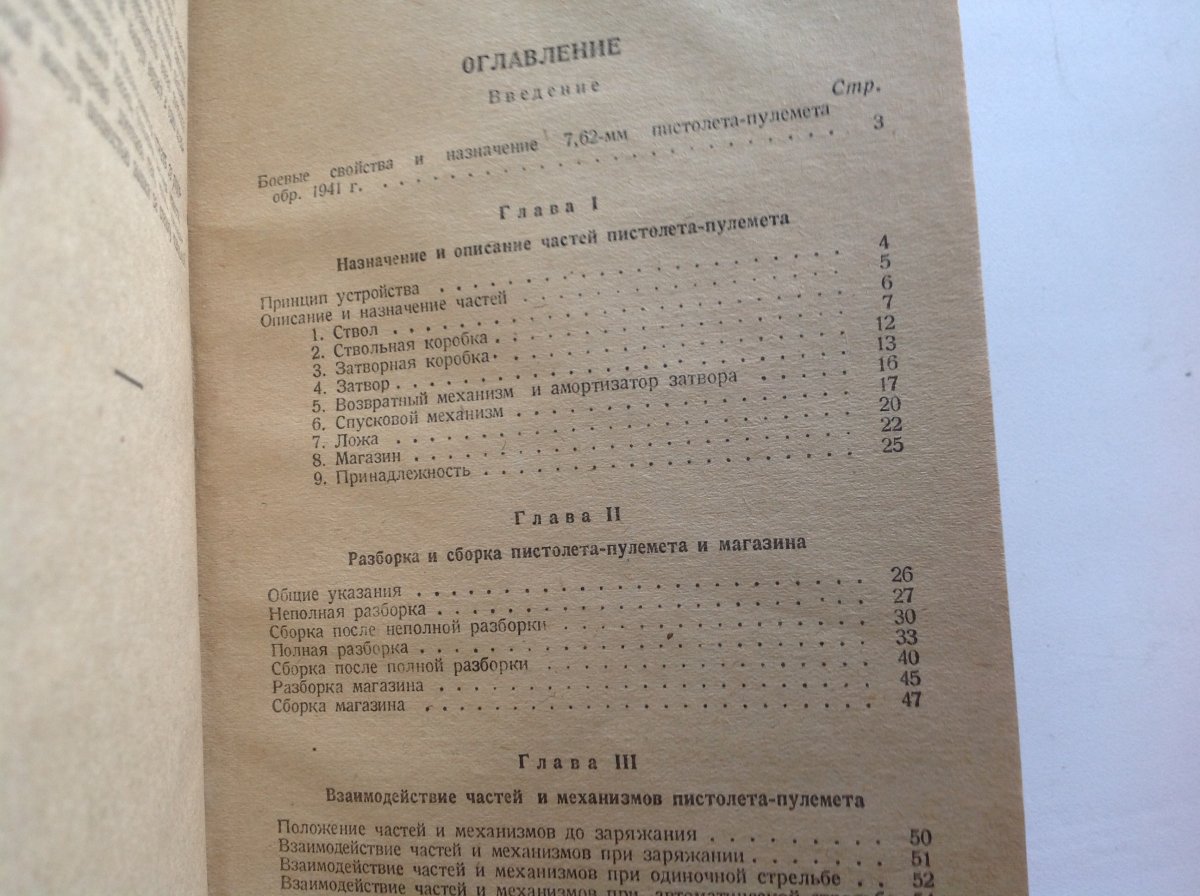 ОГЛАВЛЕНИЕ
Введение
Стр.
Боевые свойства и назначение 7,62-мм пистолета-пулемета
обр. 1941 г. . . . . . . . . . . . . . . . . . . 3
Глава I
Назначение и описание частей пистолета-пулемета
Принцип устройства . . . . . . . . . . . . . . . . 4
Описание и назначение частей . . . . . . . . . . . . 5
1. Ствол . . . . . . . . . . . . . . . . . . . 6
2. Ствольная коробка . . . . . . . . . . . . . . 7
3. Затворная коробка . . . . . . . . . . . . . . 12
4. Затвор . . . . . . . . . . . . . . . . . . . 13
5. Возвратный механизм и амортизатор затвора . . . . . 16
6. Спусковой механизм . . . . . . . . . . . . . . 17
7. Ложа . . . . . . . . . . . . . . . . . . . 20
8. Магазин . . . . . . . . . . . . . . . . . . 22
9. Принадлежность . . . . . . . . . . . . . . . 25
Глава II
Разборка и сборка пистолета-пулемета и магазина
Общие указания . . . . . . . . . . . . . . . . . . 26
Неполная разборка . . . . . . . . . . . . . . . . . 27
Сборка после неполной разборки . . . . . . . . . . . . 30
Полная разборка . . . . . . . . . . . . . . . . . . 33
Сборка после полной разборки . . . . . . . . . . . . . 40
Разборка магазина . . . . . . . . . . . . . . . . . 45
Сборка магазина . . . . . . . . . . . . . . . . . . 47
Глава III
Взаимодействие частей и механизмов пистолета-пулемета
Положение частей и механизмов до заряжания . . . . . . . . 50
Взаимодействие частей и механизмов при заряжании . . . . . . 51
Взаимодействие частей и механизмов при одиночной стрельбе . . 52
Взаимодействие частей и механизмов при автоматической стрельбе